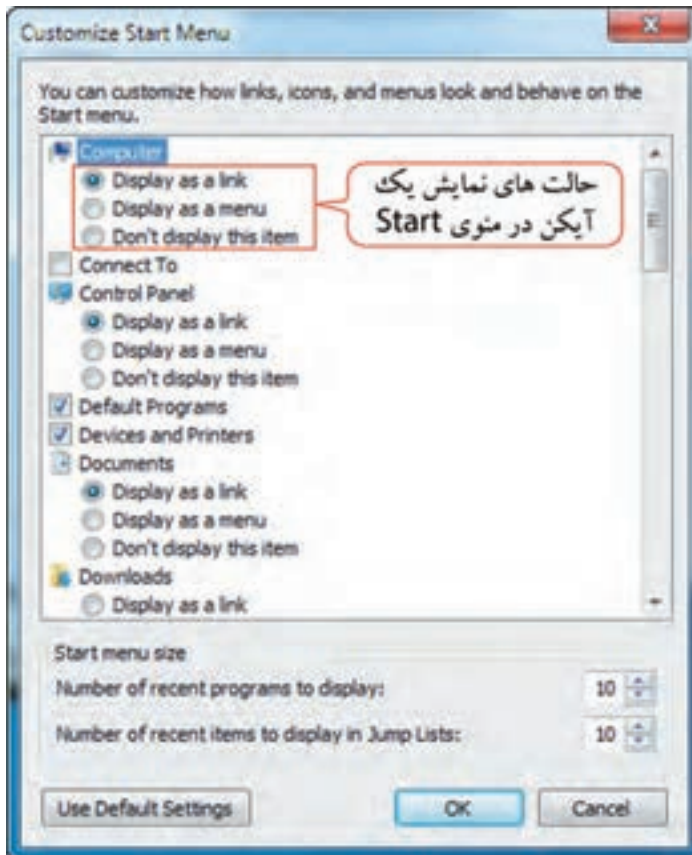 Customize Start Menu
You can customize how links, icons, and menus look and behave on the
Start menu.
Computer
Display as a link
Display as a menu
Don't display this item
حالت های نمایش یک
آیکن در منوی Start
Connect To
Control Panel
Display as a link
Display as a menu
Don't display this item
Default Programs
Devices and Printers
Documents
Display as a link
Display as a menu
Don't display this item
Downloads
Display as a link
Start menu size
Number of recent programs to display: 10
Number of recent items to display in Jump Lists: 10
Use Default Settings OK Cancel